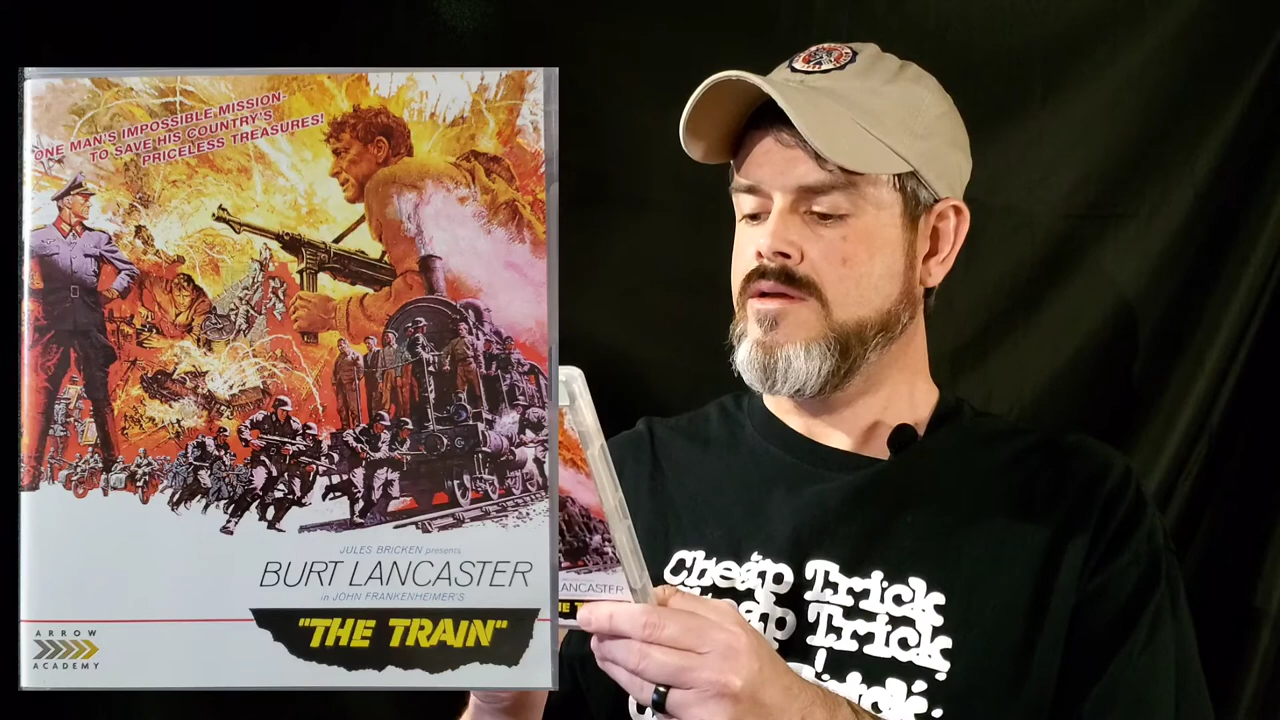 ONE MAN'S IMPOSSIBLE MISSION-
TO SAVE HIS COUNTRY'S
PRICELESS TREASURES!
JULES BRICKEN presents
BURT LANCASTER
in JOHN FRANKENHEIMER'S
"THE TRAIN"
ARROW
ACADEMY
LANCASTER
Cheap Trick
Cheap Trick